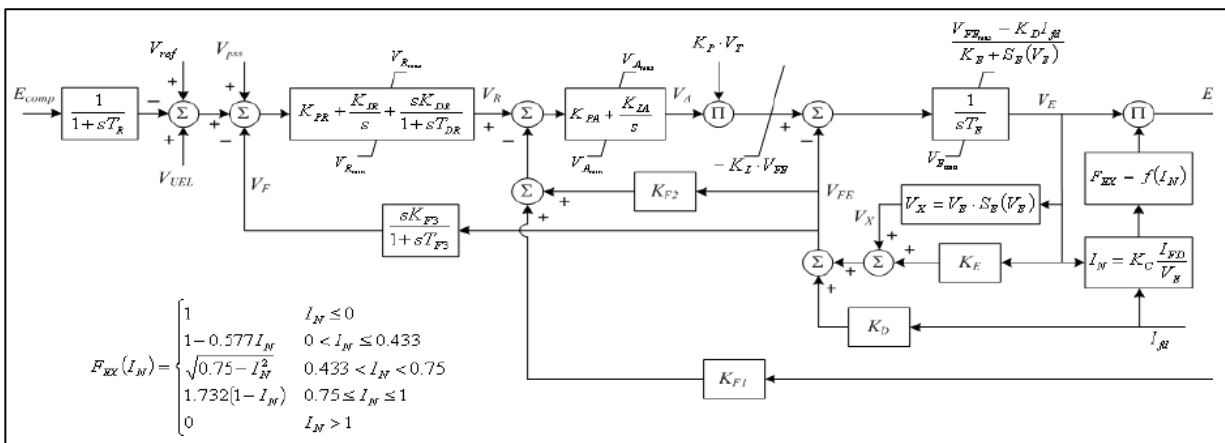 V_ref
V_pss
E_comp
1
1+sT_R
Σ
Σ
V_UEL
V_F
V_Rmax
K_PR + K_IR/s + sK_DR/(1+sT_DR)
V_Rmin
V_R
Σ
V_Amax
K_PA + K_IA/s
V_Amin
V_A
K_P · V_T
Π
-K_L · V_FE
Σ
V_FEmax - K_D I_fd
K_E + S_E(V_E)
1
sT_E
V_Emin
V_E
Π
F_EX = f(I_N)
I_N = K_C I_FD/V_E
I_fd
Σ
K_F2
V_FE
V_X = V_E · S_E(V_E)
V_X
sK_F3
1+sT_F3
Σ
Σ
K_E
K_D
K_F1
F_EX(I_N) =
1 I_N ≤ 0
1-0.577I_N 0 < I_N ≤ 0.433
√(0.75-I_N²) 0.433 < I_N < 0.75
1.732(1-I_N) 0.75 ≤ I_N ≤ 1
0 I_N > 1